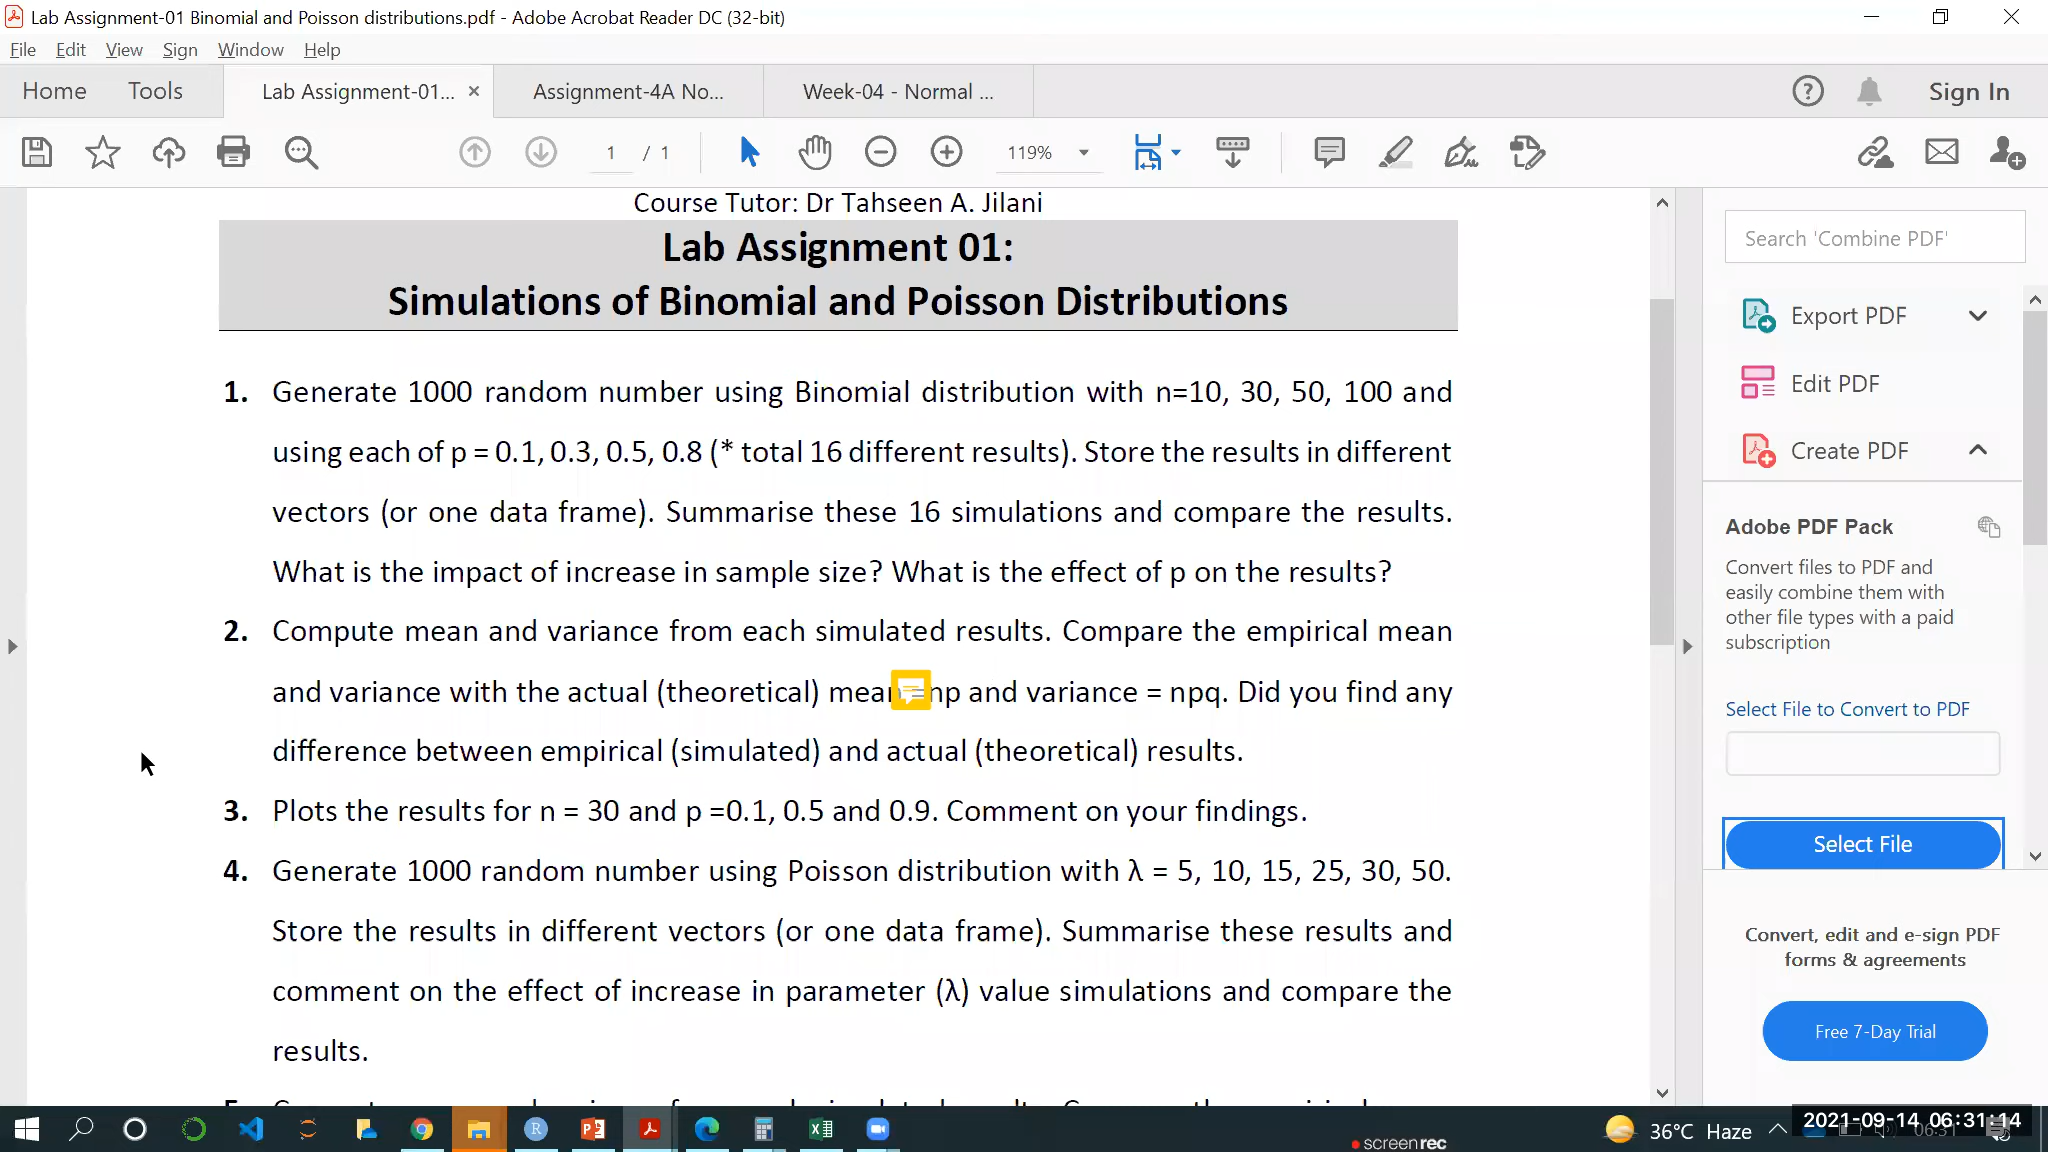 Lab Assignment-01 Binomial and Poisson distributions.pdf - Adobe Acrobat Reader DC (32-bit)
File Edit View Sign Window Help
Home Tools Lab Assignment-01... × Assignment-4A No... Week-04 - Normal ... Sign In
1 / 1 119%
Course Tutor: Dr Tahseen A. Jilani
Lab Assignment 01:
Simulations of Binomial and Poisson Distributions
1. Generate 1000 random number using Binomial distribution with n=10, 30, 50, 100 and
using each of p = 0.1, 0.3, 0.5, 0.8 (* total 16 different results). Store the results in different
vectors (or one data frame). Summarise these 16 simulations and compare the results.
What is the impact of increase in sample size? What is the effect of p on the results?
2. Compute mean and variance from each simulated results. Compare the empirical mean
and variance with the actual (theoretical) mean np and variance = npq. Did you find any
difference between empirical (simulated) and actual (theoretical) results.
3. Plots the results for n = 30 and p =0.1, 0.5 and 0.9. Comment on your findings.
4. Generate 1000 random number using Poisson distribution with λ = 5, 10, 15, 25, 30, 50.
Store the results in different vectors (or one data frame). Summarise these results and
comment on the effect of increase in parameter (λ) value simulations and compare the
results.
Search 'Combine PDF'
Export PDF
Edit PDF
Create PDF
Adobe PDF Pack
Convert files to PDF and
easily combine them with
other file types with a paid
subscription
Select File to Convert to PDF
Select File
Convert, edit and e-sign PDF
forms & agreements
Free 7-Day Trial
36°C Haze
2021-09-14 06:31:14
screenrec